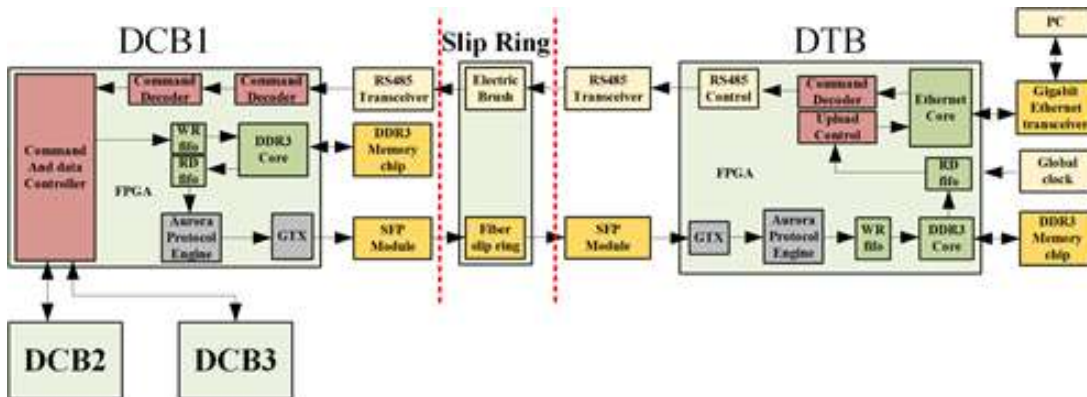 DCB1
Slip Ring
DTB
PC
Command
Decoder
Command
Decoder
RS485
Transceiver
Electric
Brush
RS485
Transceiver
RS485
Control
Command
Decoder
Upload
Control
Ethernet
Core
Gigabit
Ethernet
transceiver
Command
And data
Controller
WR
fifo
RD
fifo
DDR3
Core
DDR3
Memory
chip
FPGA
FPGA
RD
fifo
Global
clock
Aurora
Protocol
Engine
GTX
SFP
Module
Fiber
slip ring
SFP
Module
GTX
Aurora
Protocol
Engine
WR
fifo
DDR3
Core
DDR3
Memory
chip
DCB2
DCB3